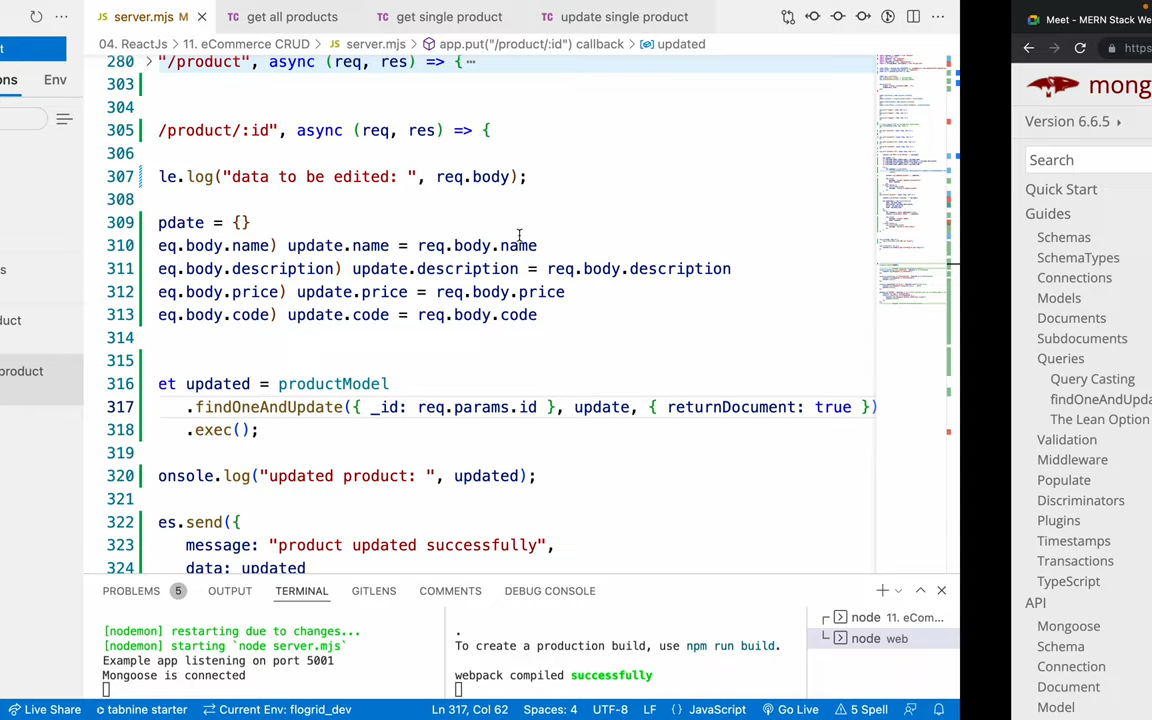 server.mjs M
get all products
get single product
update single product
04. ReactJs > 11. eCommerce CRUD > server.mjs > app.put("/product/:id") callback > updated
280 "/product", async (req, res) => {
303
304
305 /product/:id", async (req, res) => {
306
307 le.log("data to be edited: ", req.body);
308
309 pdate = {}
310 eq.body.name) update.name = req.body.name
311 eq.body.description) update.description = req.body.description
312 eq.body.price) update.price = req.body.price
313 eq.body.code) update.code = req.body.code
314
315
316 et updated = productModel
317 .findOneAndUpdate({ _id: req.params.id }, update, { returnDocument: true })
318 .exec();
319
320 onsole.log("updated product: ", updated);
321
322 es.send({
323 message: "product updated successfully",
324 data: updated
t
ons
Env
s
duct
product
PROBLEMS 5 OUTPUT TERMINAL GITLENS COMMENTS DEBUG CONSOLE
[nodemon] restarting due to changes...
[nodemon] starting `node server.mjs`
Example app listening on port 5001
Mongoose is connected
.
To create a production build, use npm run build.
webpack compiled successfully
node 11. eCom...
node web
Live Share
tabnine starter
Current Env: flogrid_dev
Ln 317, Col 62
Spaces: 4
UTF-8
LF
{} JavaScript
Go Live
5 Spell
Meet - MERN Stack We
https
mong
Version 6.6.5
Search
Quick Start
Guides
Schemas
SchemaTypes
Connections
Models
Documents
Subdocuments
Queries
Query Casting
findOneAndUpda
The Lean Option
Validation
Middleware
Populate
Discriminators
Plugins
Timestamps
Transactions
TypeScript
API
Mongoose
Schema
Connection
Document
Model